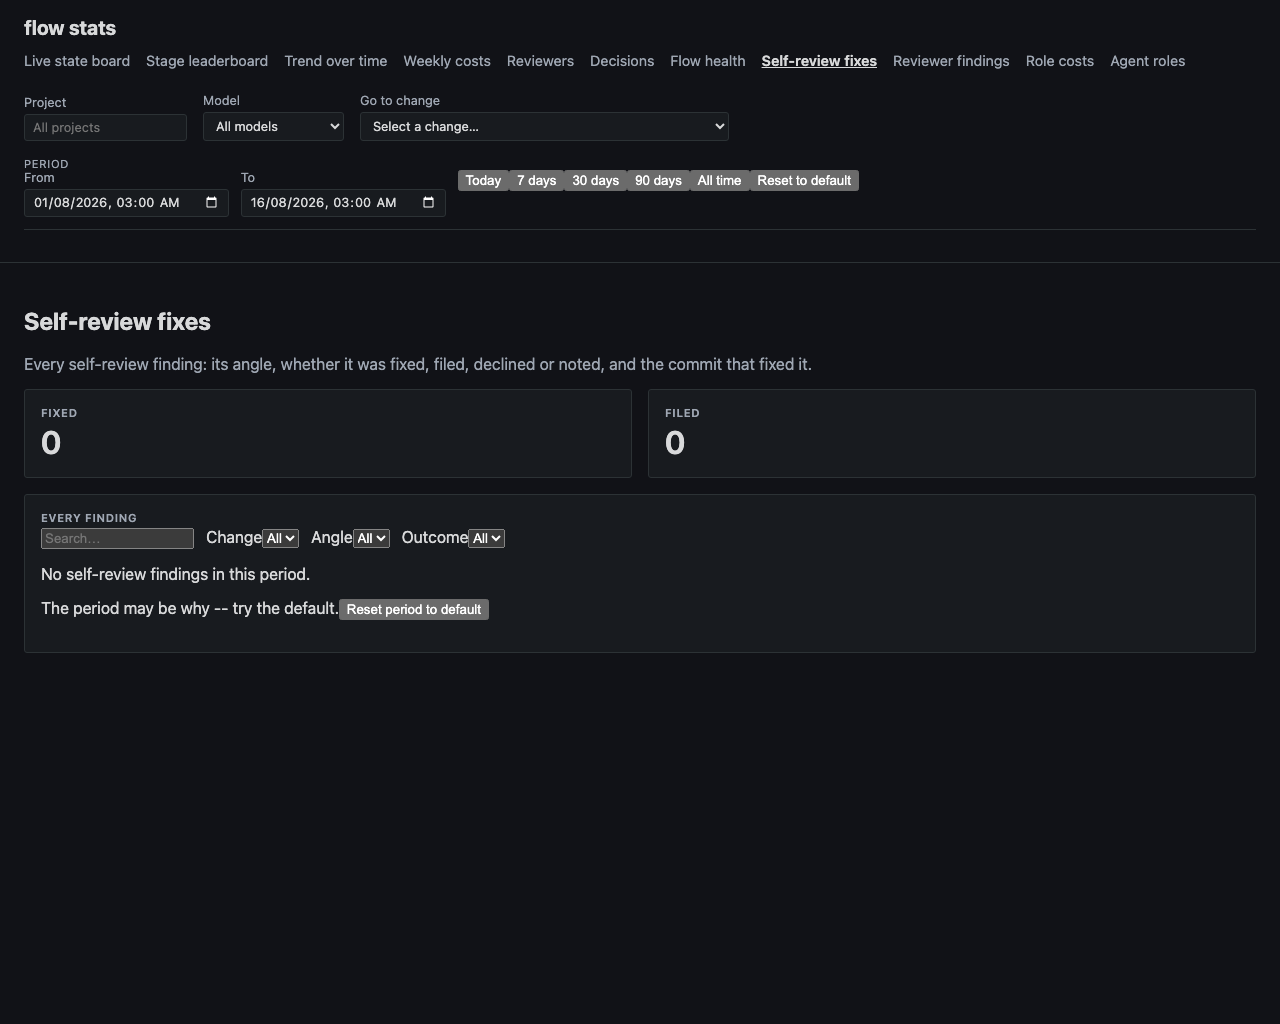 flow stats
Live state board Stage leaderboard Trend over time Weekly costs Reviewers Decisions Flow health Self-review fixes Reviewer findings Role costs Agent roles
Project Model Go to change
All projects All models Select a change...
PERIOD
From To
Today 7 days 30 days 90 days All time Reset to default
01/08/2026, 03:00 AM 16/08/2026, 03:00 AM
Self-review fixes
Every self-review finding: its angle, whether it was fixed, filed, declined or noted, and the commit that fixed it.
FIXED FILED
0 0
EVERY FINDING
Search... Change All Angle All Outcome All
No self-review findings in this period.
The period may be why -- try the default. Reset period to default